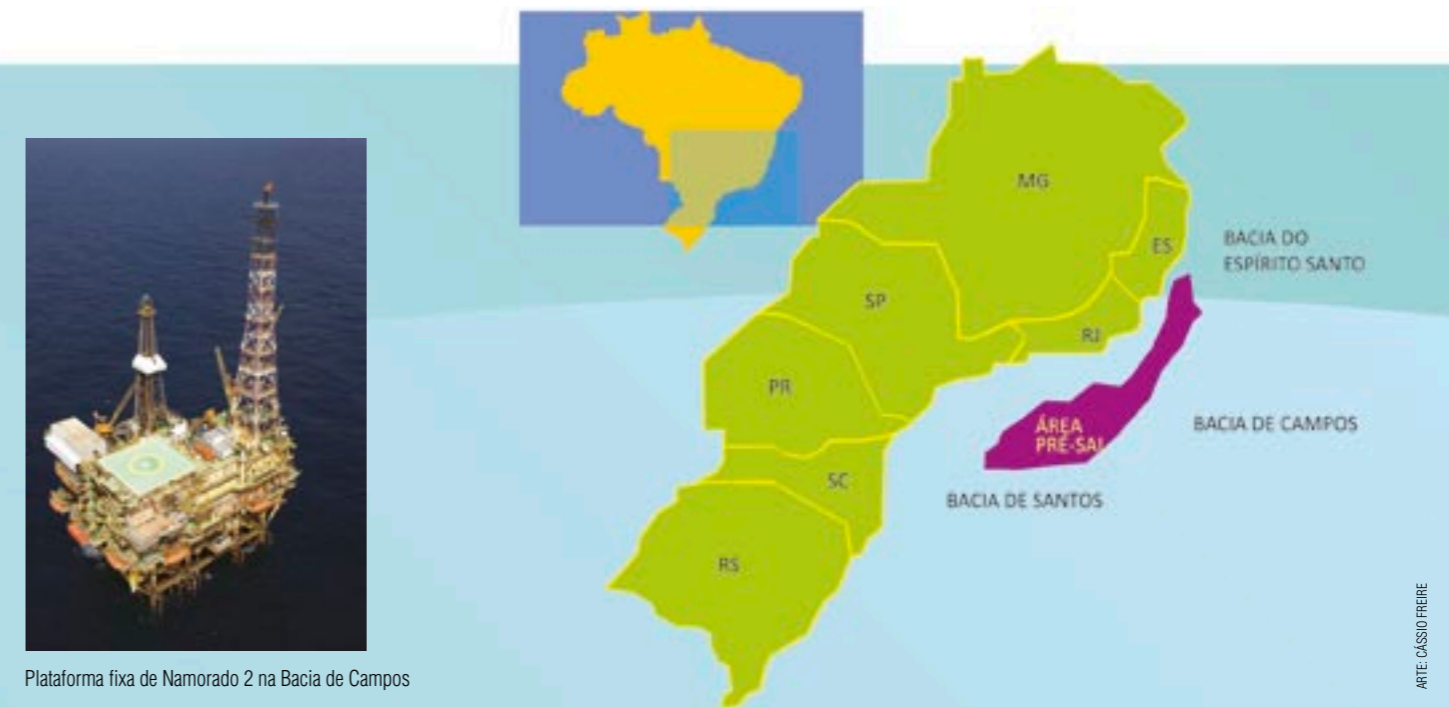 MG
ES
BACIA DO
ESPÍRITO SANTO
SP
RJ
PR
ÁREA
PRÉ-SAL
BACIA DE CAMPOS
SC
BACIA DE SANTOS
RS
Plataforma fixa de Namorado 2 na Bacia de Campos
ARTE: CÁSSIO FREIRE